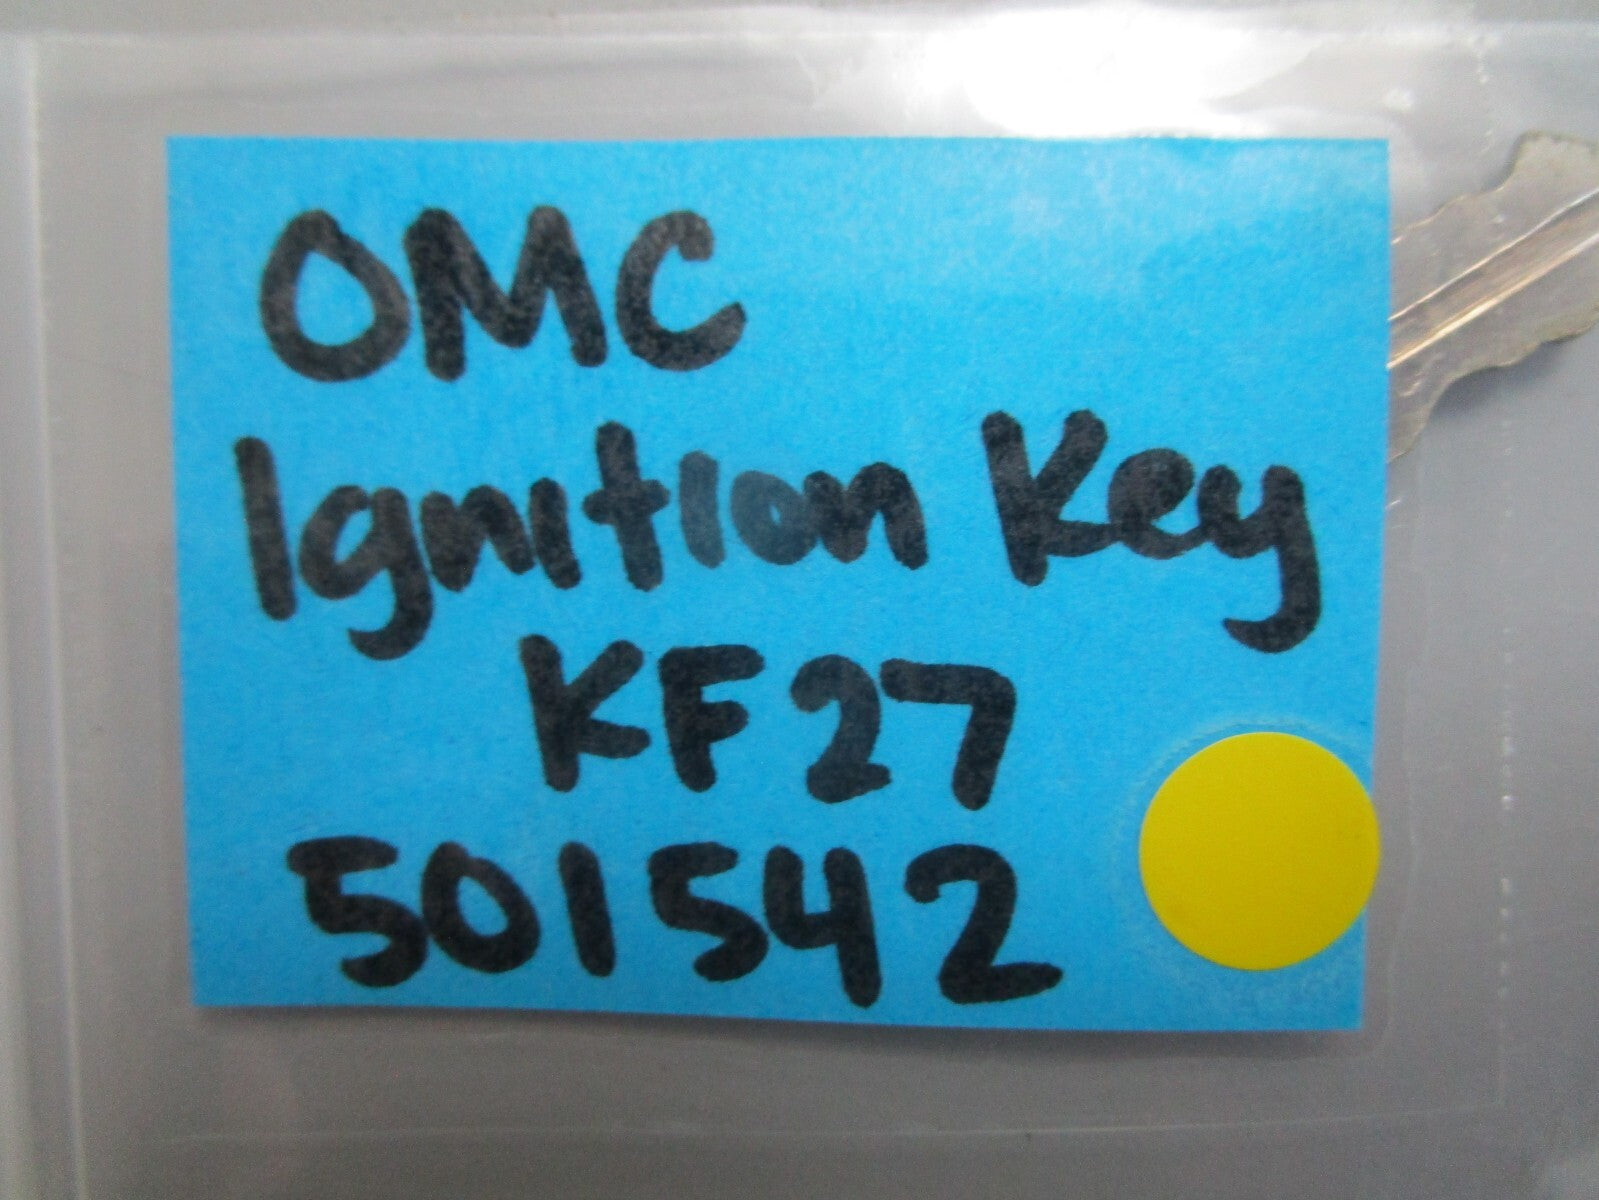 OMC
Ignition Key
KF27
501542